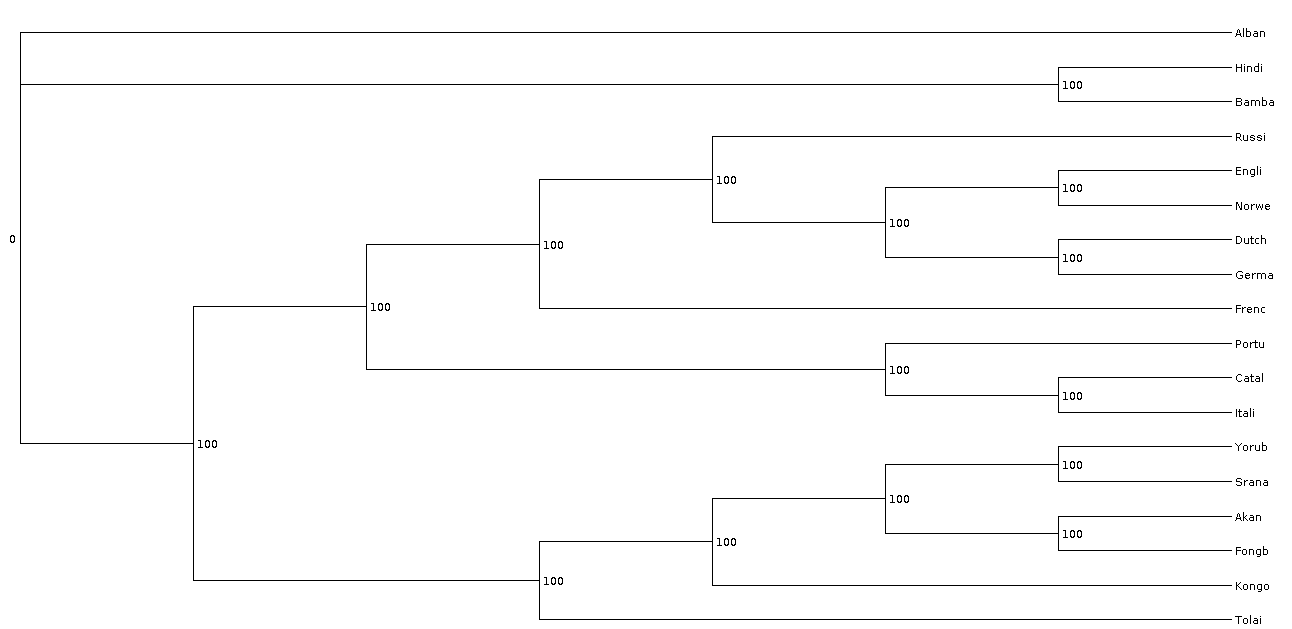 Alban
Hindi
100
Bamba
Russi
Engli
100
100
Norwe
100
0
Dutch
100
100
Germa
100
Frenc
Portu
100
Catal
100
Itali
100
Yorub
100
Srana
100
Akan
100
100
Fongb
100
Kongo
Tolai